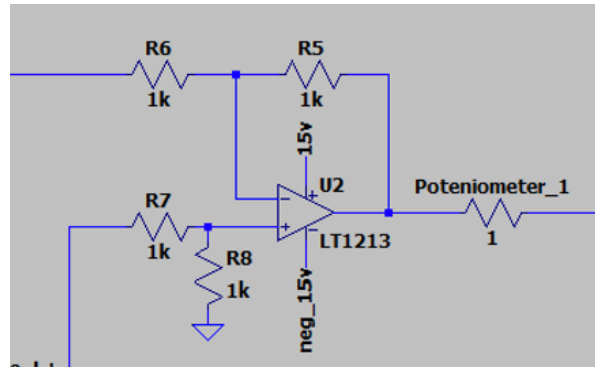 R6
R5
1k
1k
15v
U2
Poteniometer_1
R7
LT1213
1
1k
R8
1k
neg_15v